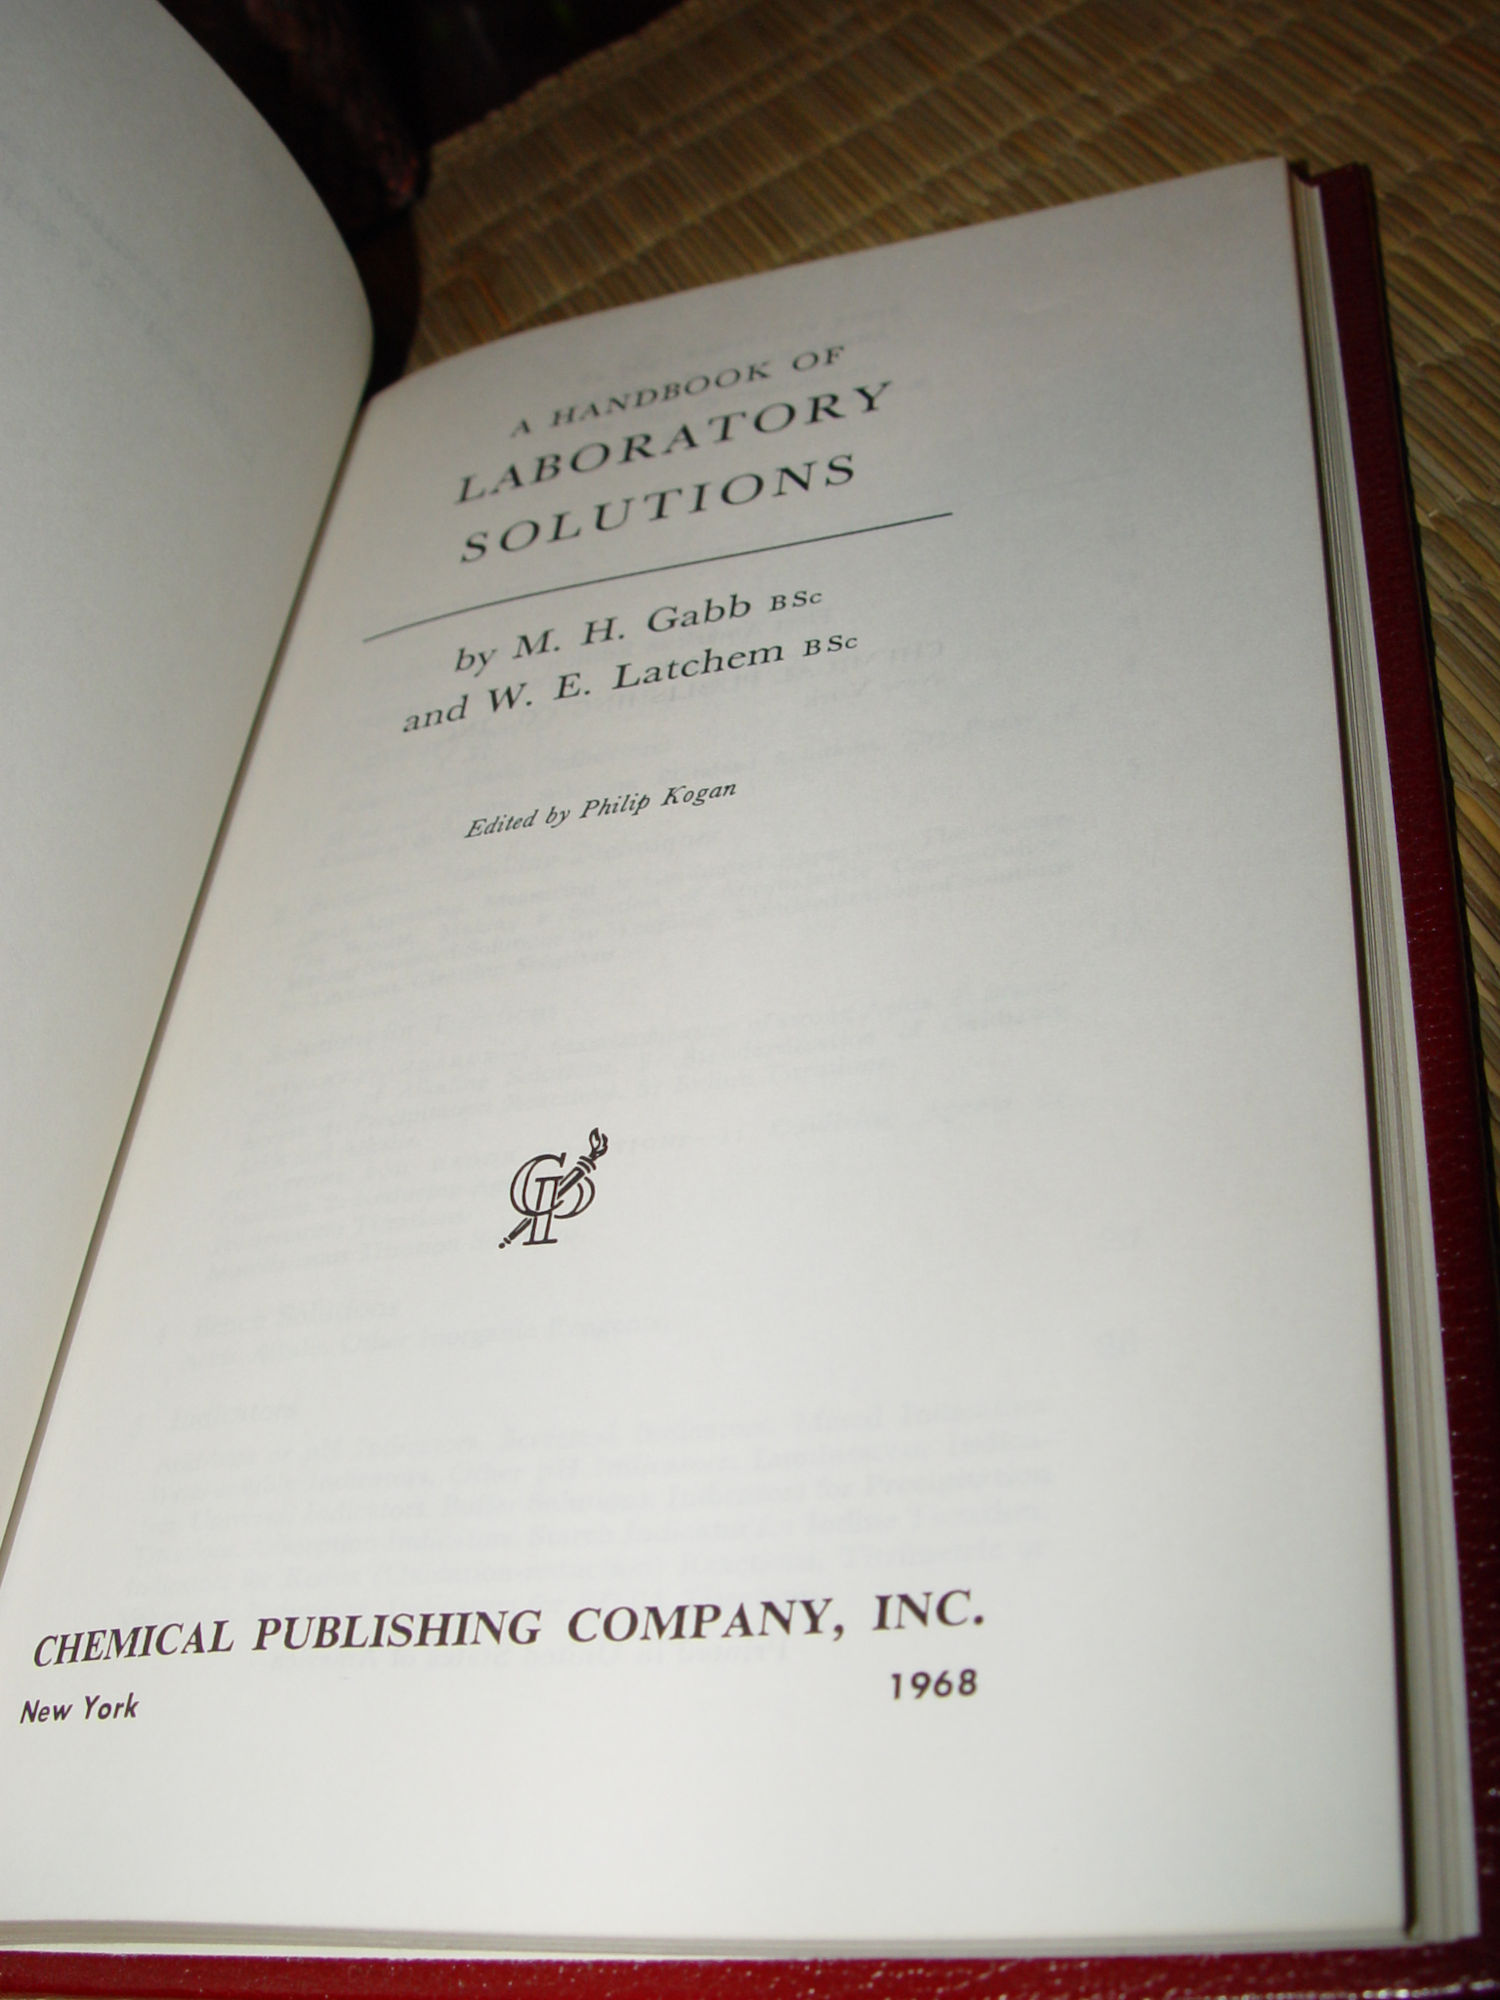 A HANDBOOK OF
LABORATORY
SOLUTIONS
by M. H. Gabb BSc
and W. E. Latchem BSc
Edited by Philip Kogan
CHEMICAL PUBLISHING COMPANY, INC.
New York 1968